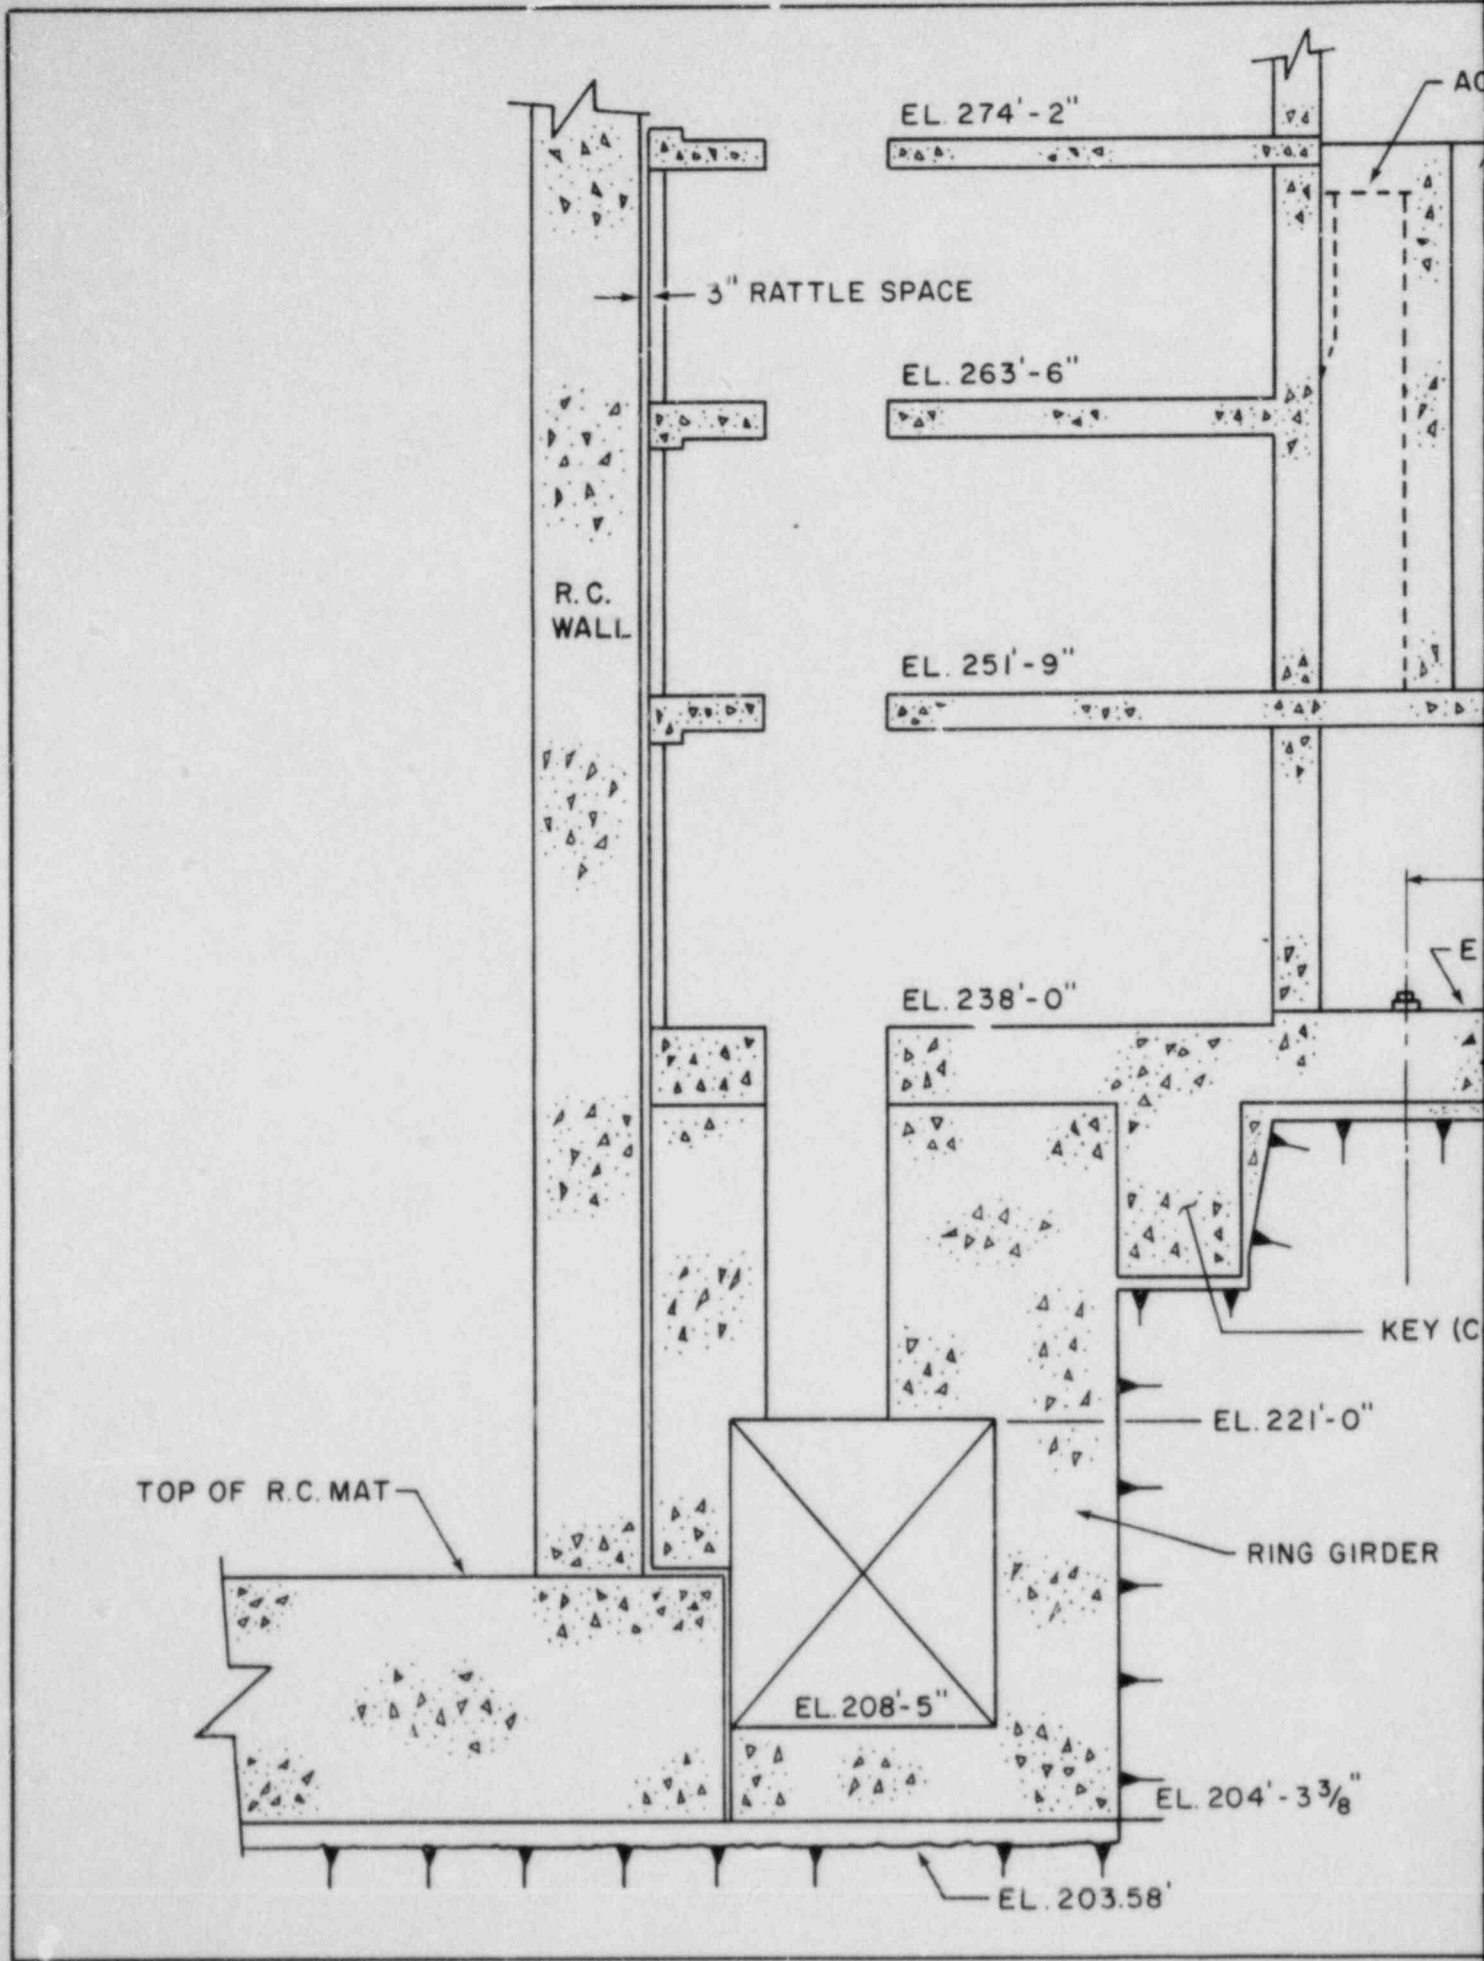 EL. 274'-2"
AC
3" RATTLE SPACE
EL. 263'-6"
R. C.
WALL
EL. 251'-9"
E
EL. 238'-0"
KEY (C
EL. 221'-0"
TOP OF R.C. MAT
RING GIRDER
EL. 208'-5"
EL. 204'-3 3/8"
EL. 203.58'